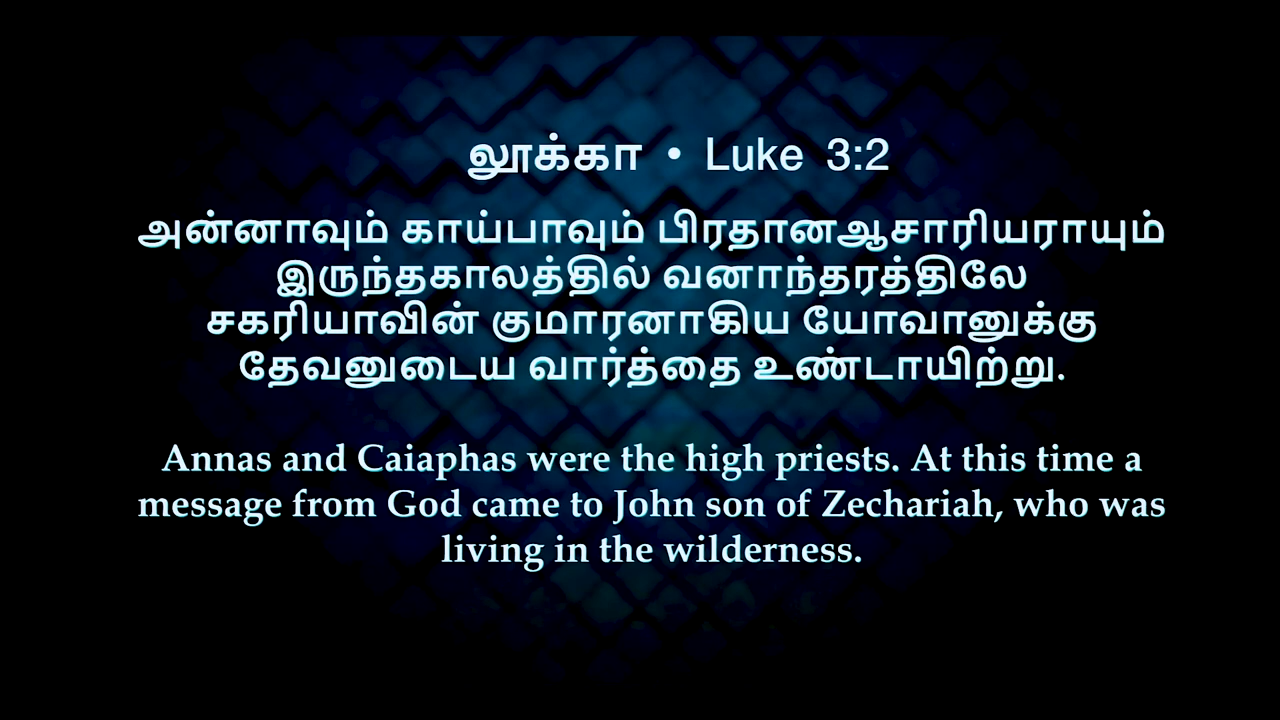 லூக்கா • Luke 3:2
அன்னாவும் காய்பாவும் பிரதானஆசாரியராயும்
இருந்தகாலத்தில் வனாந்தரத்திலே
சகரியாவின் குமாரனாகிய யோவானுக்கு
தேவனுடைய வார்த்தை உண்டாயிற்று.
Annas and Caiaphas were the high priests. At this time a
message from God came to John son of Zechariah, who was
living in the wilderness.